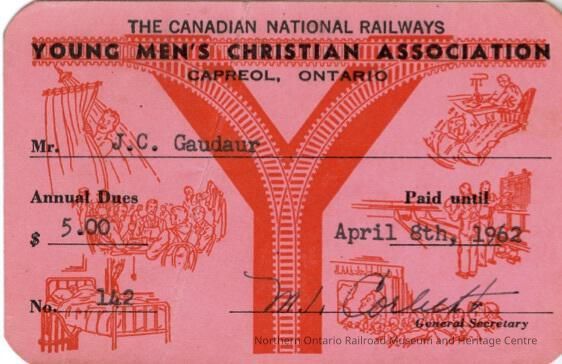 THE CANADIAN NATIONAL RAILWAYS
YOUNG MEN'S CHRISTIAN ASSOCIATION
CAPREOL, ONTARIO
Mr. J.C. Gaudaur
Annual Dues Paid until
$ 5.00 April 8th, 1962
No. 142 M.J. Corbett
General Secretary
Northern Ontario Railroad Museum and Heritage Centre